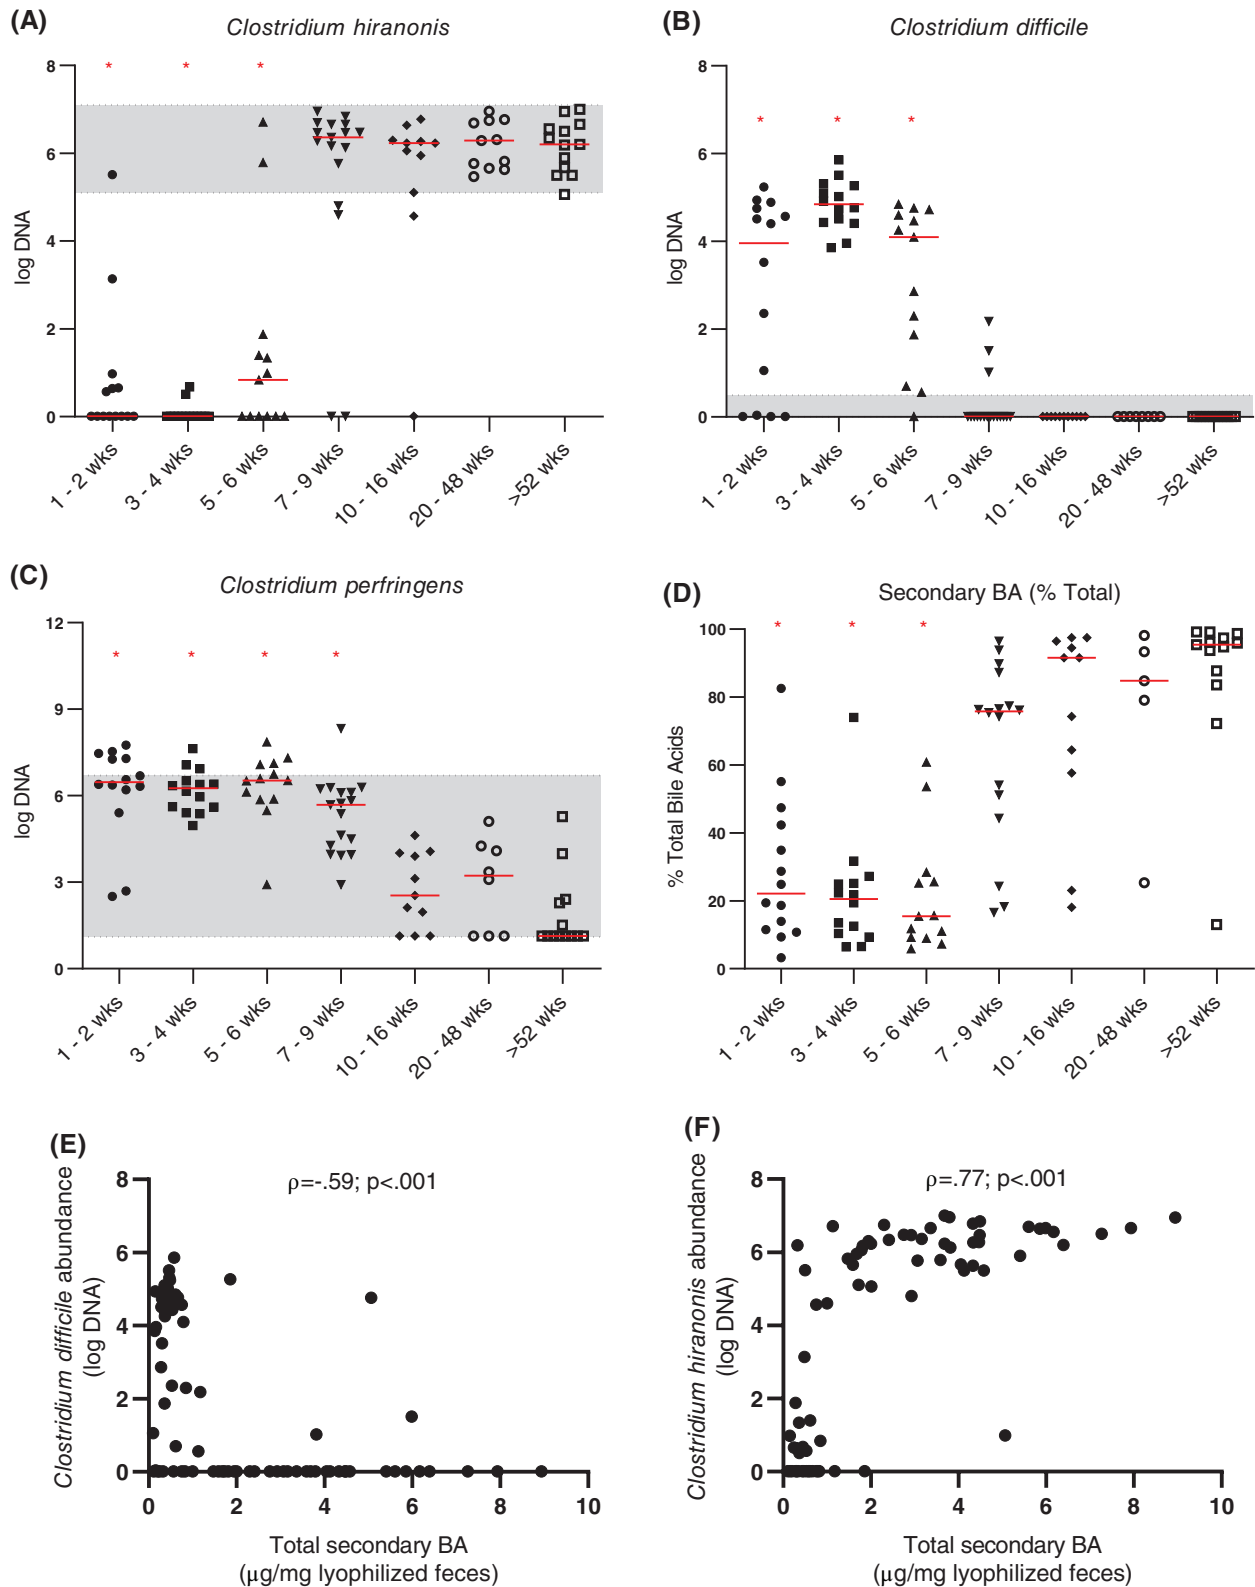 (A)
Clostridium hiranonis
* * *
8
6
4
2
0
log DNA
1 - 2 wks
3 - 4 wks
5 - 6 wks
7 - 9 wks
10 - 16 wks
20 - 48 wks
>52 wks
(B)
Clostridium difficile
* * *
8
6
4
2
0
log DNA
1 - 2 wks
3 - 4 wks
5 - 6 wks
7 - 9 wks
10 - 16 wks
20 - 48 wks
>52 wks
(C)
Clostridium perfringens
* * * *
12
9
6
3
0
log DNA
1 - 2 wks
3 - 4 wks
5 - 6 wks
7 - 9 wks
10 - 16 wks
20 - 48 wks
>52 wks
(D)
Secondary BA (% Total)
* * *
100
80
60
40
20
0
% Total Bile Acids
1 - 2 wks
3 - 4 wks
5 - 6 wks
7 - 9 wks
10 - 16 wks
20 - 48 wks
>52 wks
(E)
ρ=-.59; p<.001
8
6
4
2
0
Clostridium difficile abundance
(log DNA)
0 2 4 6 8 10
Total secondary BA
(μg/mg lyophilized feces)
(F)
ρ=.77; p<.001
8
6
4
2
0
Clostridium hiranonis abundance
(log DNA)
0 2 4 6 8 10
Total secondary BA
(μg/mg lyophilized feces)